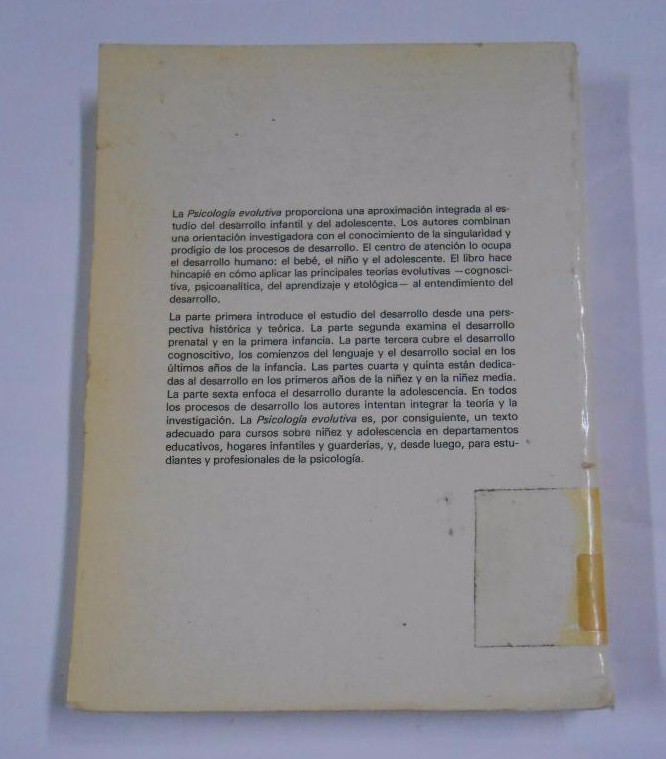 La Psicología evolutiva proporciona una aproximación integrada al es-
tudio del desarrollo infantil y del adolescente. Los autores combinan
una orientación investigadora con el conocimiento de la singularidad y
prodigio de los procesos de desarrollo. El centro de atención lo ocupa
el desarrollo humano: el bebé, el niño y el adolescente. El libro hace
hincapié en cómo aplicar las principales teorías evolutivas —cognosci-
tiva, psicoanalítica, del aprendizaje y etológica— al entendimiento del
desarrollo.
La parte primera introduce el estudio del desarrollo desde una pers-
pectiva histórica y teórica. La parte segunda examina el desarrollo
prenatal y en la primera infancia. La parte tercera cubre el desarrollo
cognoscitivo, los comienzos del lenguaje y el desarrollo social en los
últimos años de la infancia. Las partes cuarta y quinta están dedica-
das al desarrollo en los primeros años de la niñez y en la niñez media.
La parte sexta enfoca el desarrollo durante la adolescencia. En todos
los procesos de desarrollo los autores intentan integrar la teoría y la
investigación. La Psicología evolutiva es, por consiguiente, un texto
adecuado para cursos sobre niñez y adolescencia en departamentos
educativos, hogares infantiles y guarderías, y, desde luego, para estu-
diantes y profesionales de la psicología.